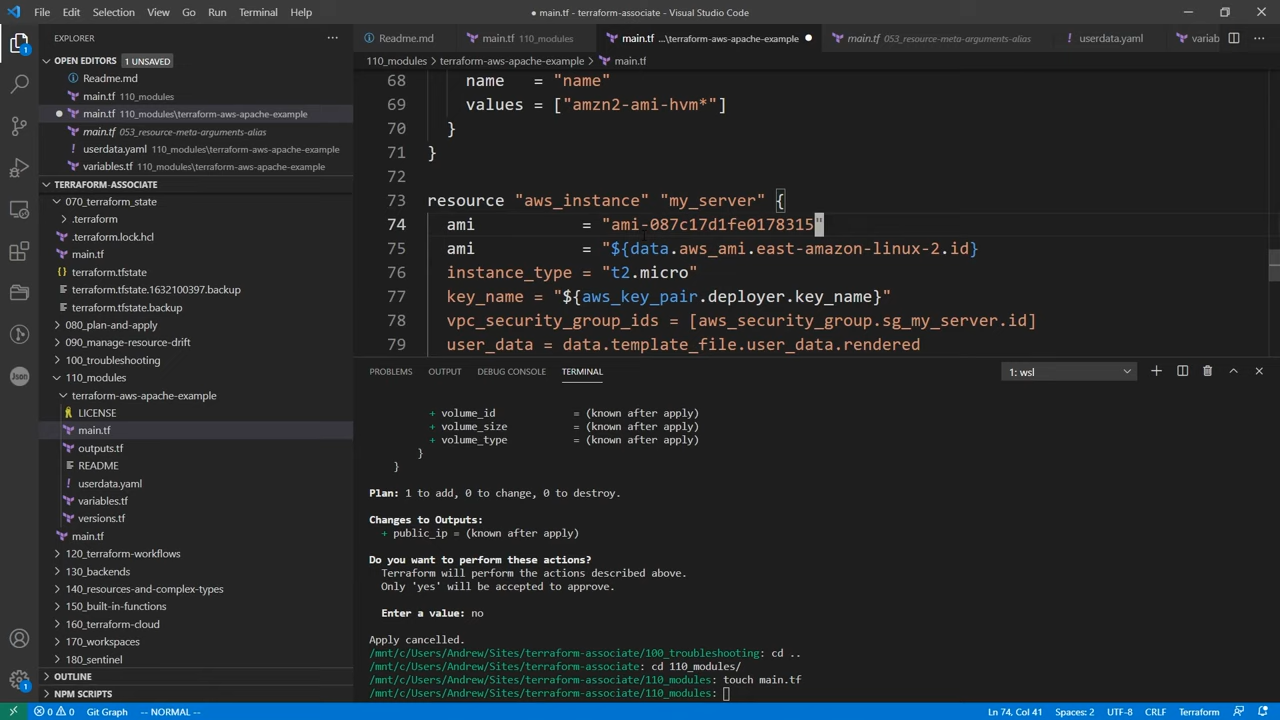 File Edit Selection View Go Run Terminal Help
● main.tf - terraform-associate - Visual Studio Code
EXPLORER
OPEN EDITORS 1 UNSAVED
Readme.md
main.tf 110_modules
main.tf 110_modules\terraform-aws-apache-example
main.tf 053_resource-meta-arguments-alias
userdata.yaml 110_modules\terraform-aws-apache-example
variables.tf 110_modules\terraform-aws-apache-example
TERRAFORM-ASSOCIATE
070_terraform_state
.terraform
.terraform.lock.hcl
main.tf
terraform.tfstate
terraform.tfstate.1632100397.backup
terraform.tfstate.backup
080_plan-and-apply
090_manage-resource-drift
100_troubleshooting
110_modules
terraform-aws-apache-example
LICENSE
main.tf
outputs.tf
README
userdata.yaml
variables.tf
versions.tf
main.tf
120_terraform-workflows
130_backends
140_resources-and-complex-types
150_built-in-functions
160_terraform-cloud
170_workspaces
180_sentinel
OUTLINE
NPM SCRIPTS
1
Json
1
Readme.md main.tf 110_modules main.tf ...\terraform-aws-apache-example main.tf 053_resource-meta-arguments-alias userdata.yaml variab
110_modules > terraform-aws-apache-example > main.tf
68 name = "name"
69 values = ["amzn2-ami-hvm*"]
70 }
71 }
72
73 resource "aws_instance" "my_server" {
74 ami = "ami-087c17d1fe0178315"
75 ami = "${data.aws_ami.east-amazon-linux-2.id}
76 instance_type = "t2.micro"
77 key_name = "${aws_key_pair.deployer.key_name}"
78 vpc_security_group_ids = [aws_security_group.sg_my_server.id]
79 user_data = data.template_file.user_data.rendered
PROBLEMS OUTPUT DEBUG CONSOLE TERMINAL 1: wsl
+ volume_id = (known after apply)
+ volume_size = (known after apply)
+ volume_type = (known after apply)
}
}
Plan: 1 to add, 0 to change, 0 to destroy.
Changes to Outputs:
+ public_ip = (known after apply)
Do you want to perform these actions?
Terraform will perform the actions described above.
Only 'yes' will be accepted to approve.
Enter a value: no
Apply cancelled.
/mnt/c/Users/Andrew/Sites/terraform-associate/100_troubleshooting: cd ..
/mnt/c/Users/Andrew/Sites/terraform-associate: cd 110_modules/
/mnt/c/Users/Andrew/Sites/terraform-associate/110_modules: touch main.tf
/mnt/c/Users/Andrew/Sites/terraform-associate/110_modules:
0 0 Git Graph -- NORMAL -- Ln 74, Col 41 Spaces: 2 UTF-8 CRLF Terraform